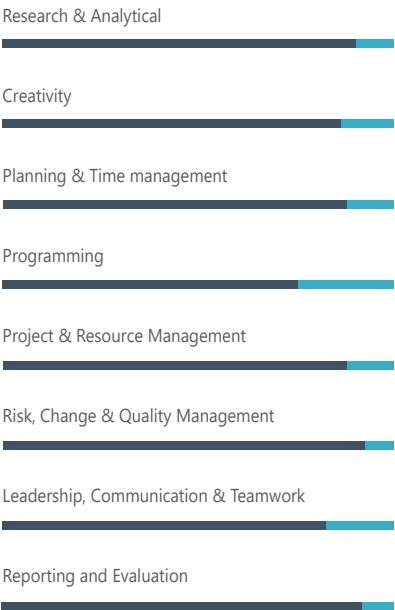 Research & Analytical
Creativity
Planning & Time management
Programming
Project & Resource Management
Risk, Change & Quality Management
Leadership, Communication & Teamwork
Reporting and Evaluation